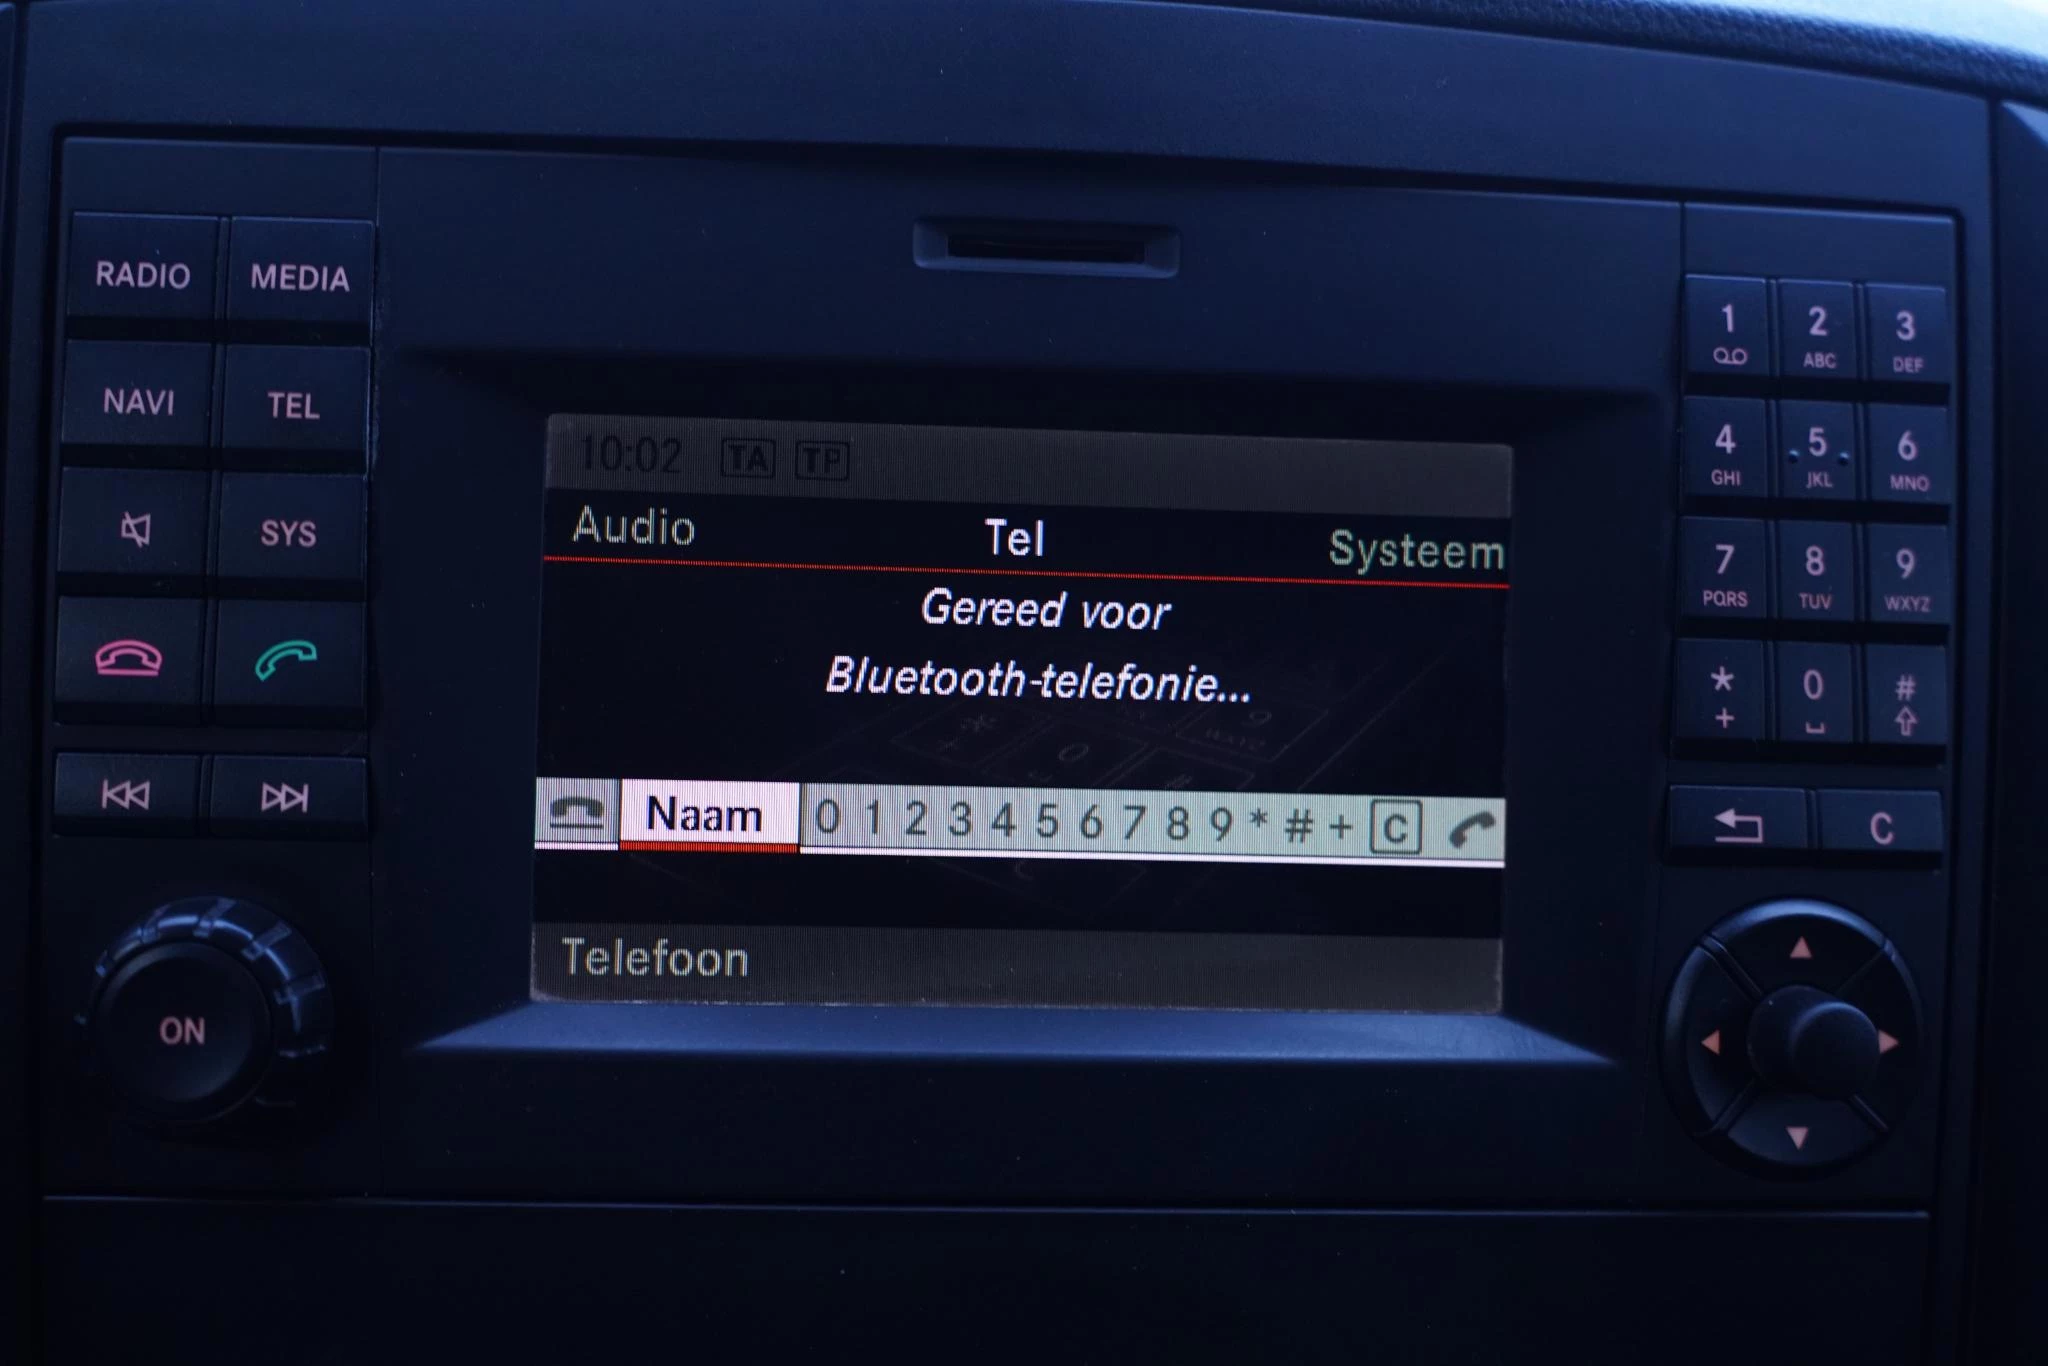 RADIO MEDIA
NAVI TEL
SYS
ON
10:02 TA TP
Audio Tel Systeem
Gereed voor
Bluetooth-telefonie...
Naam 0 1 2 3 4 5 6 7 8 9 * # + C
Telefoon
1 2 3
ABC DEF
4 5 6
GHI JKL MNO
7 8 9
PQRS TUV WXYZ
* 0 #
+
C